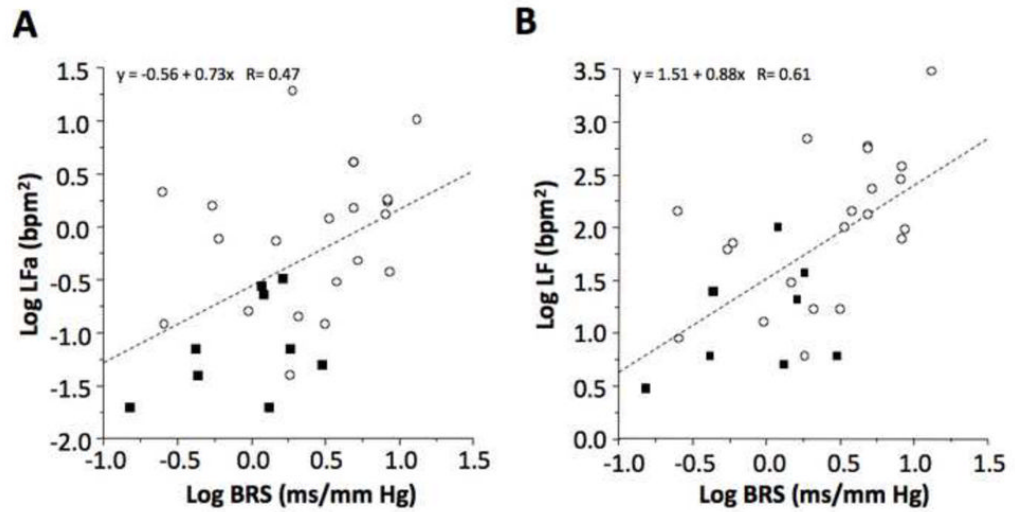 A
B
y = -0.56 + 0.73x R= 0.47
1.5
1.0
0.5
0.0
-0.5
-1.0
-1.5
-2.0
Log LFa (bpm²)
-1.0 -0.5 0.0 0.5 1.0 1.5
Log BRS (ms/mm Hg)
y = 1.51 + 0.88x R= 0.61
3.5
3.0
2.5
2.0
1.5
1.0
0.5
0.0
Log LF (bpm²)
-1.0 -0.5 0.0 0.5 1.0 1.5
Log BRS (ms/mm Hg)